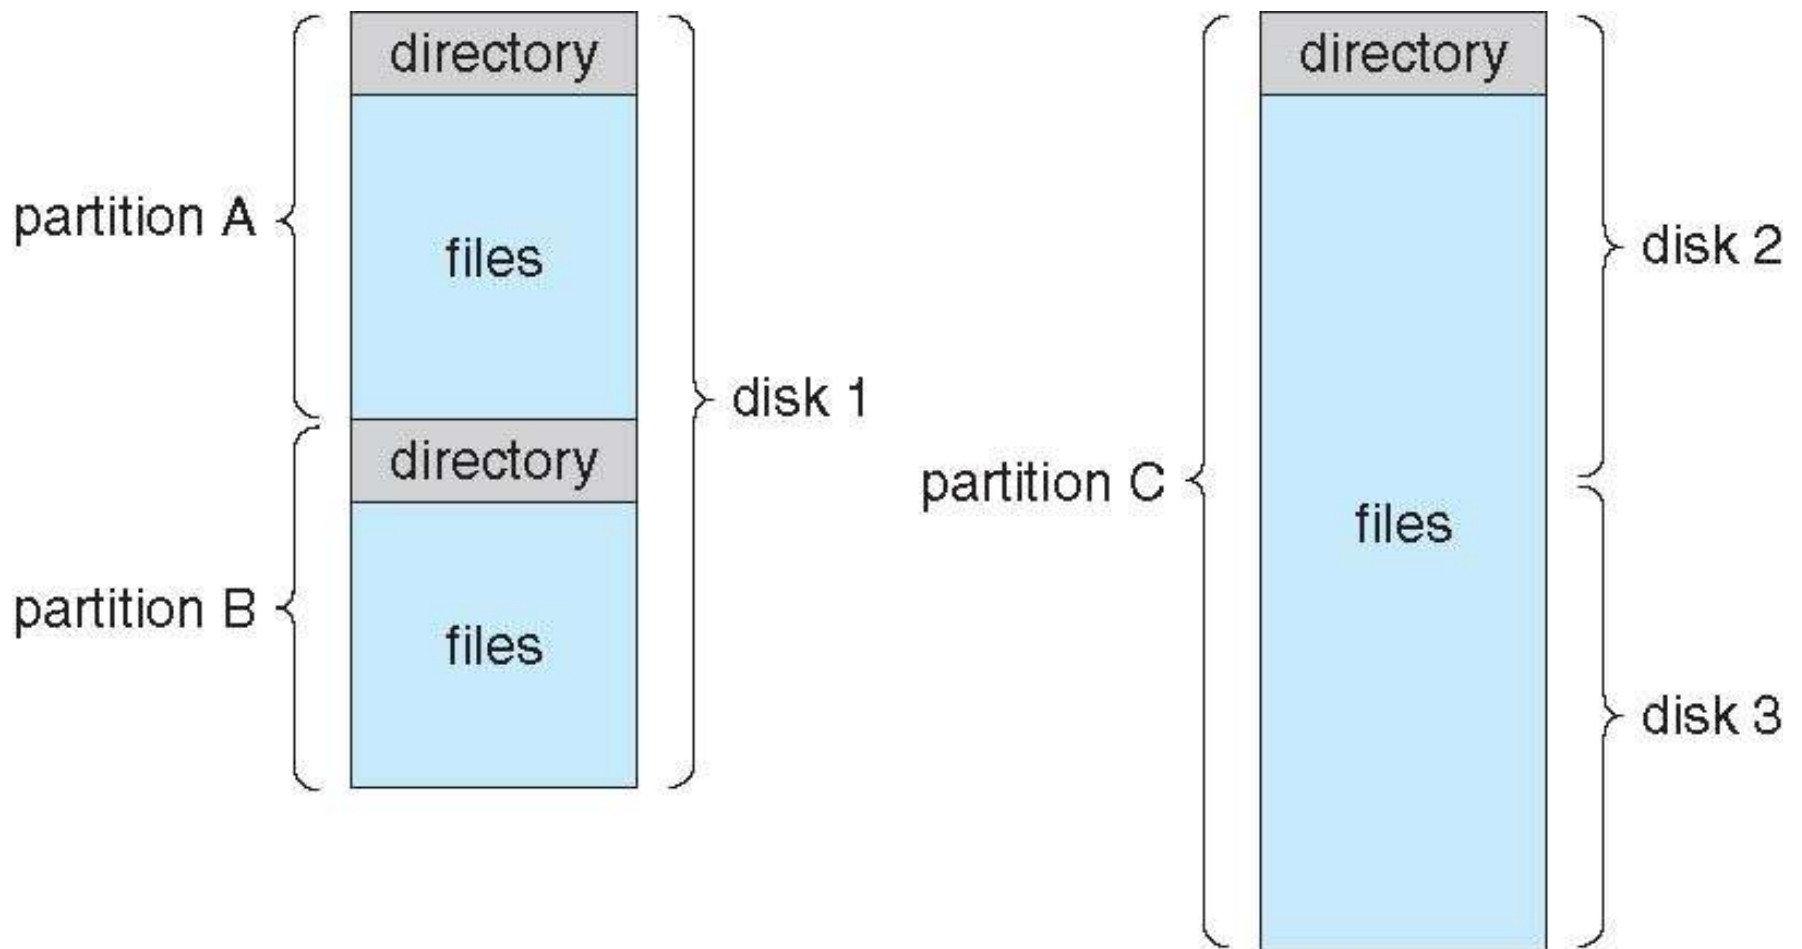 directory
partition A
files
disk 1
directory
partition B
files
directory
disk 2
partition C
files
disk 3